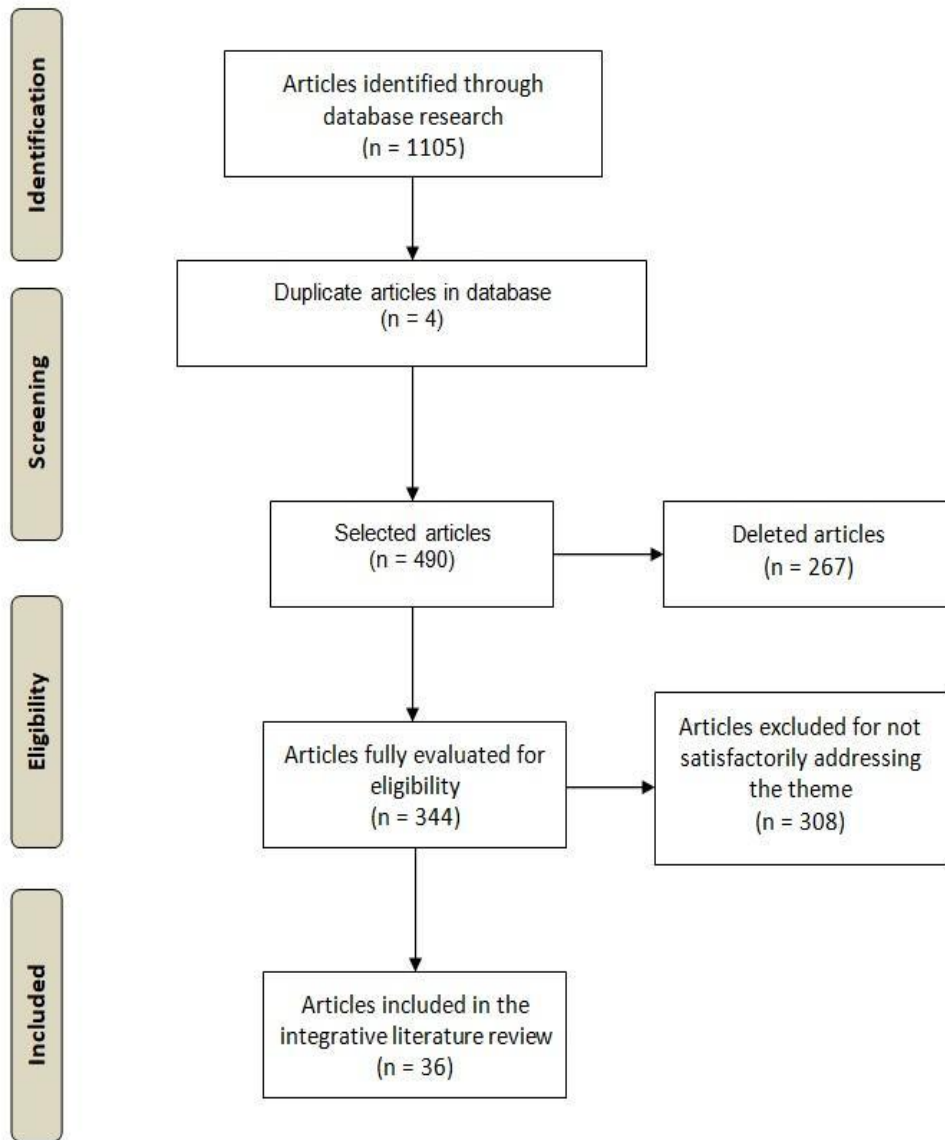 Identification
Articles identified through
database research
(n = 1105)
Duplicate articles in database
(n = 4)
Screening
Selected articles
(n = 490)
Deleted articles
(n = 267)
Eligibility
Articles fully evaluated for
eligibility
(n = 344)
Articles excluded for not
satisfactorily addressing
the theme
(n = 308)
Included
Articles included in the
integrative literature review
(n = 36)